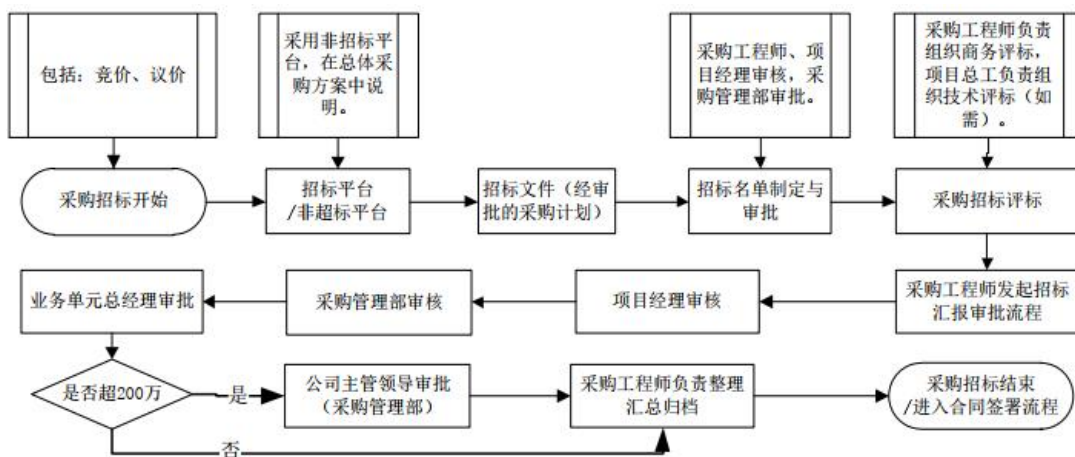 包括：竞价、议价
采用非招标平
台，在总体采
购方案中说
明。
采购工程师、项
目经理审核，采
购管理部审批。
采购工程师负责
组织商务评标，
项目总工负责组
织技术评标（如
需）。
采购招标开始
招标平台
/非超标平台
招标文件（经审
批的采购计划）
招标名单制定与
审批
采购招标评标
业务单元总经理审批
采购管理部审核
项目经理审核
采购工程师发起招标
汇报审批流程
是否超200万
是
公司主管领导审批
（采购管理部）
采购工程师负责整理
汇总归档
采购招标结束
/进入合同签署流程
否